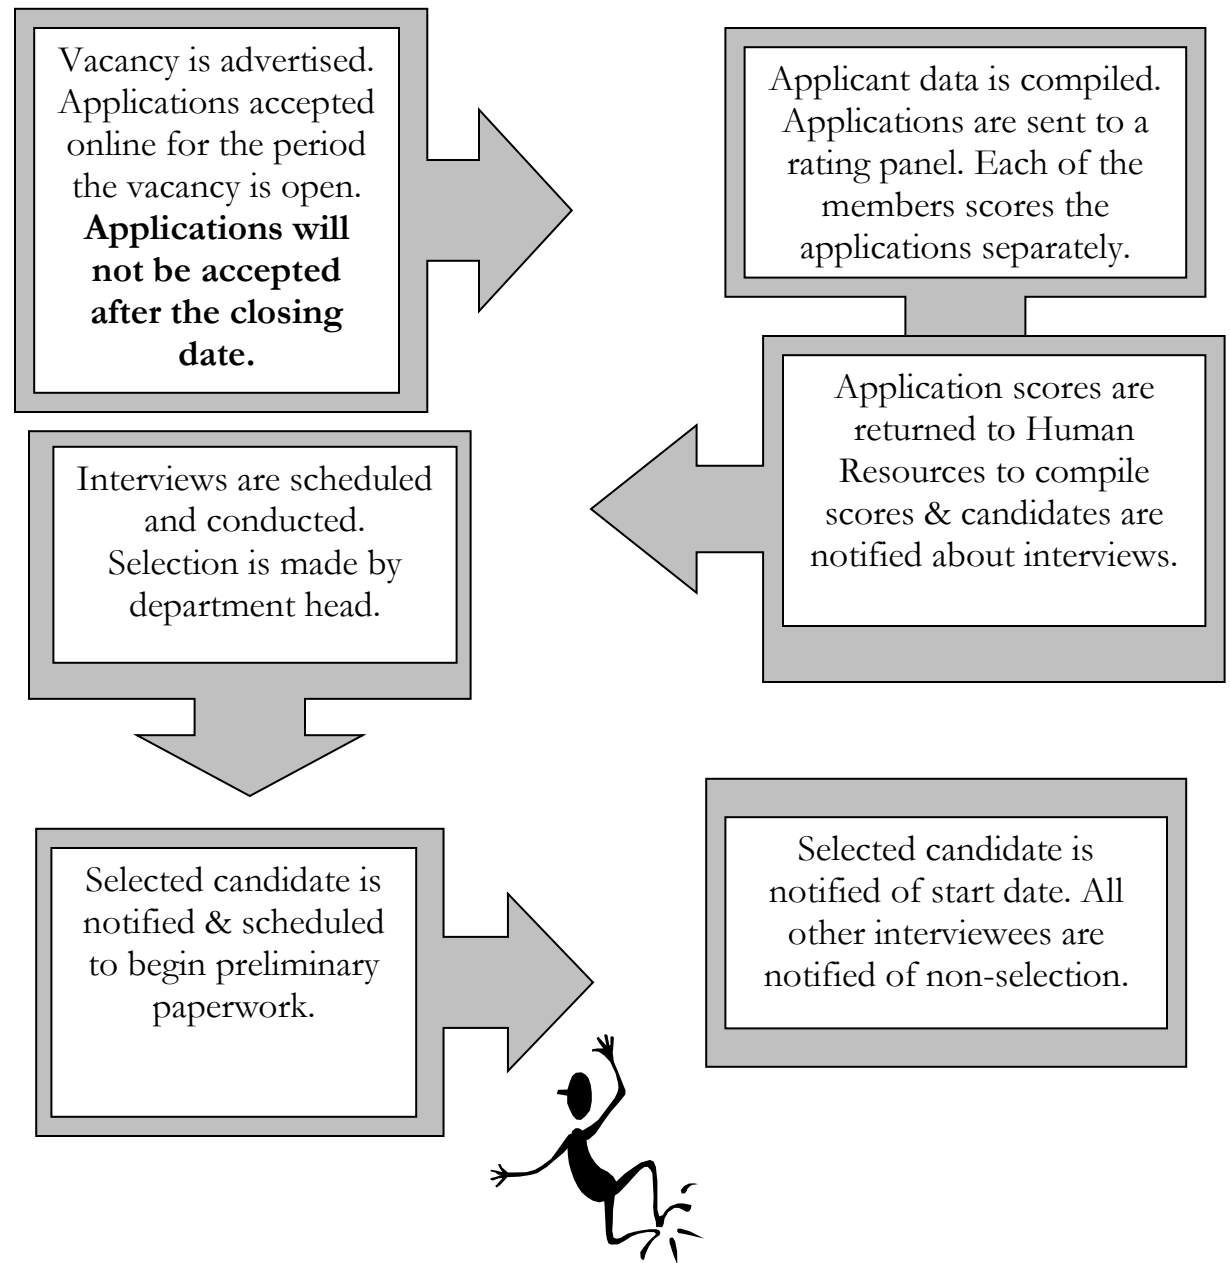 Vacancy is advertised.
Applications accepted
online for the period
the vacancy is open.
Applications will
not be accepted
after the closing
date.
Applicant data is compiled.
Applications are sent to a
rating panel. Each of the
members scores the
applications separately.
Application scores are
returned to Human
Resources to compile
scores & candidates are
notified about interviews.
Interviews are scheduled
and conducted.
Selection is made by
department head.
Selected candidate is
notified & scheduled
to begin preliminary
paperwork.
Selected candidate is
notified of start date. All
other interviewees are
notified of non-selection.